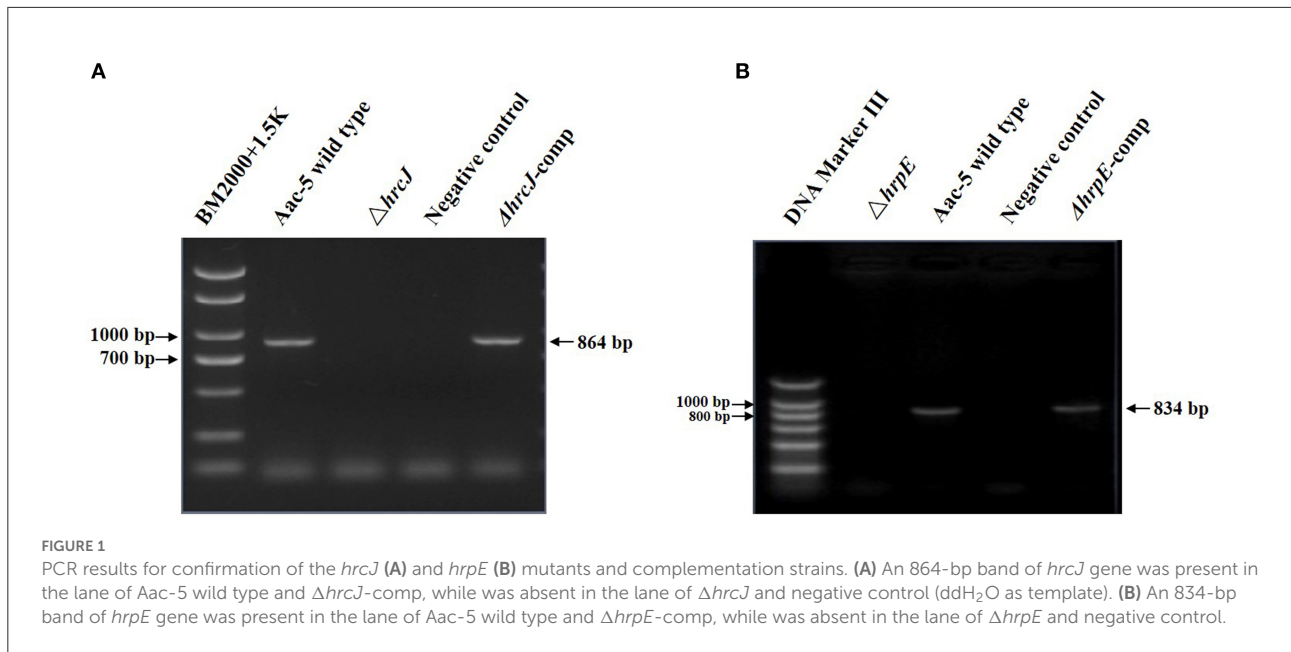 A
BM2000+1.5K
Aac-5 wild type
△hrcJ
Negative control
ΔhrcJ-comp
1000 bp
700 bp
864 bp
B
DNA Marker III
△hrpE
Aac-5 wild type
Negative control
ΔhrpE-comp
1000 bp
800 bp
834 bp
FIGURE 1
PCR results for confirmation of the hrcJ (A) and hrpE (B) mutants and complementation strains. (A) An 864-bp band of hrcJ gene was present in
the lane of Aac-5 wild type and ΔhrcJ-comp, while was absent in the lane of ΔhrcJ and negative control (ddH₂O as template). (B) An 834-bp
band of hrpE gene was present in the lane of Aac-5 wild type and ΔhrpE-comp, while was absent in the lane of ΔhrpE and negative control.